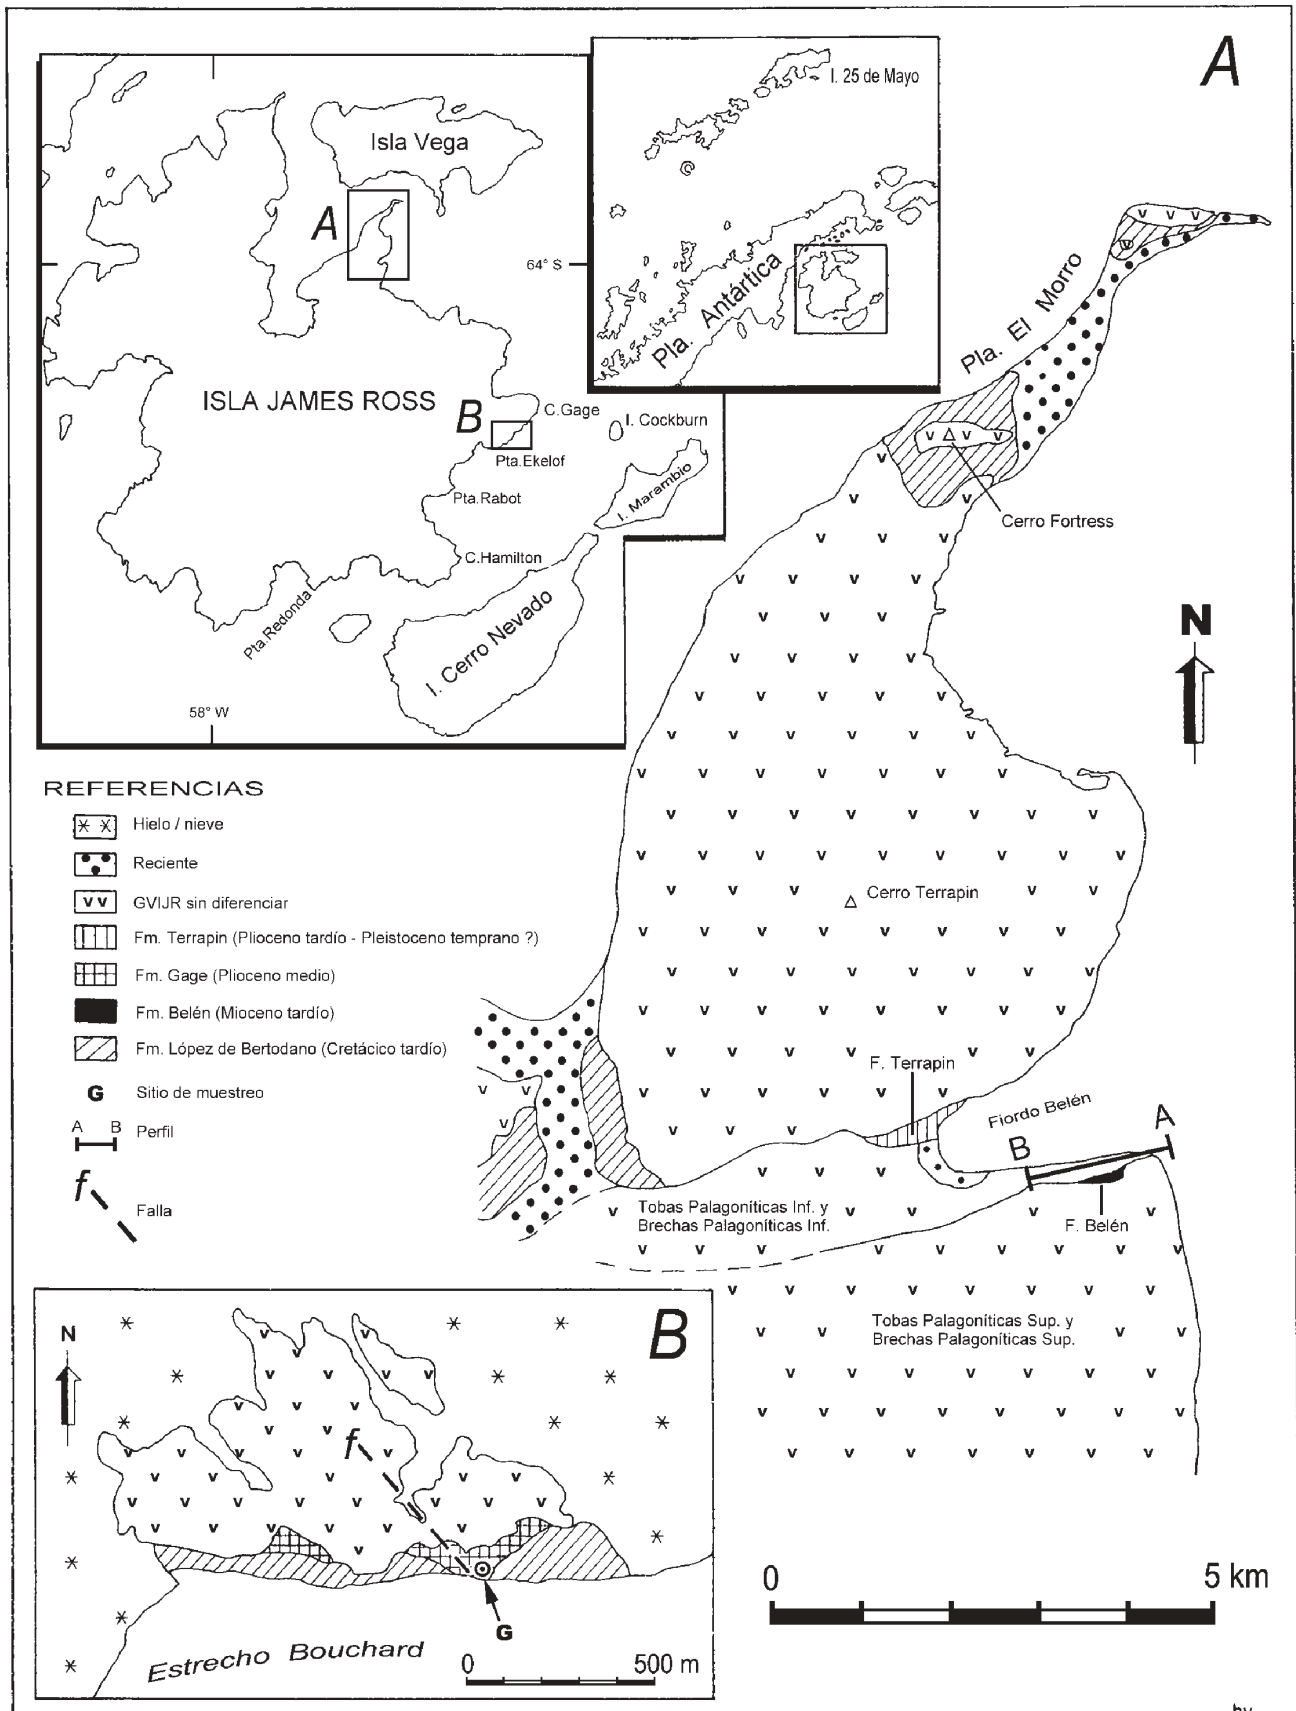 A
I. 25 de Mayo
Isla Vega
A
64° S
Pla. Antártica
Pla. El Morro
ISLA JAMES ROSS
B
C.Gage
I. Cockburn
Pta.Ekelof
I. Marambio
Pta.Rabot
C.Hamilton
Pta.Redonda
I. Cerro Nevado
58° W
Cerro Fortress
N
REFERENCIAS
Hielo / nieve
Reciente
GVIJR sin diferenciar
Fm. Terrapin (Plioceno tardío - Pleistoceno temprano ?)
Fm. Gage (Plioceno medio)
Fm. Belén (Mioceno tardío)
Fm. López de Bertodano (Cretácico tardío)
G Sitio de muestreo
A B Perfil
f Falla
Cerro Terrapin
F. Terrapin
Fiordo Belén
A
B
F. Belén
Tobas Palagoníticas Inf. y
Brechas Palagoníticas Inf.
Tobas Palagoníticas Sup. y
Brechas Palagoníticas Sup.
B
N
f
G
Estrecho Bouchard
0 500 m
0 5 km